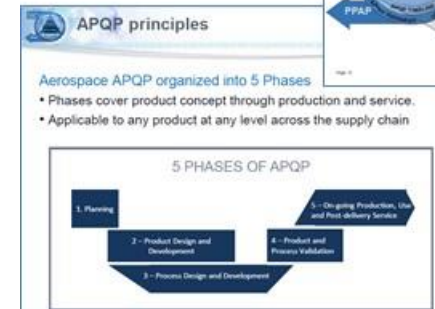 APQP principles
PPAP
Aerospace APQP organized into 5 Phases
• Phases cover product concept through production and service.
• Applicable to any product at any level across the supply chain
5 PHASES OF APQP
1. Planning
5 – On-going Production, Use
and Post-delivery Service
2 – Product Design and
Development
4 – Product and
Process Validation
3 – Process Design and Development